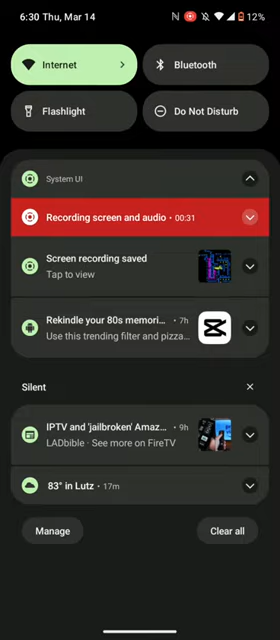 6:30 Thu, Mar 14
12%
Internet
Bluetooth
Flashlight
Do Not Disturb
System UI
Recording screen and audio • 00:31
Screen recording saved
Tap to view
Rekindle your 80s memori... • 7h
Use this trending filter and pizza...
Silent
IPTV and 'jailbroken' Amaz... • 9h
LADbible · See more on FireTV
83° in Lutz • 17m
Manage
Clear all